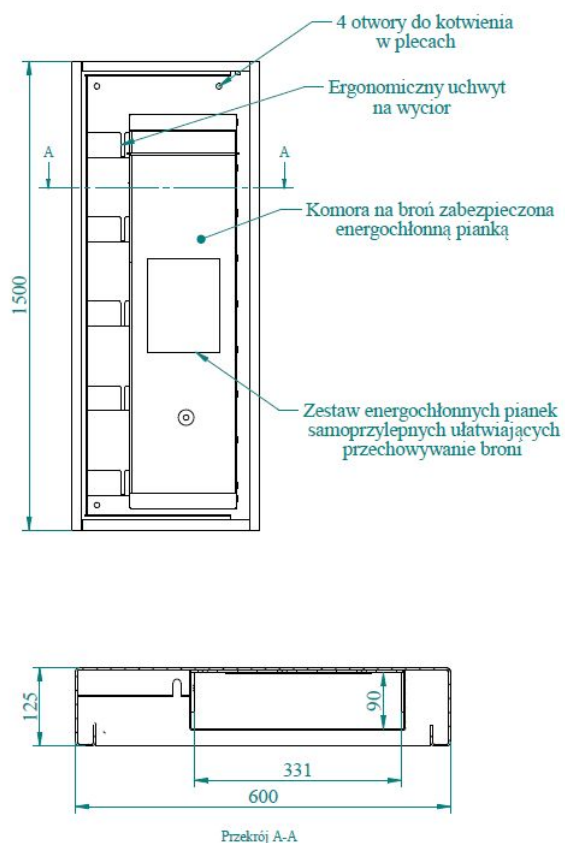 4 otwory do kotwienia
w plecach
Ergonomiczny uchwyt
na wycior
A
A
Komora na broń zabezpieczona
energochłonną pianką
1500
Zestaw energochłonnych pianek
samoprzylepnych ułatwiających
przechowywanie broni
125
90
331
600
Przekrój A-A